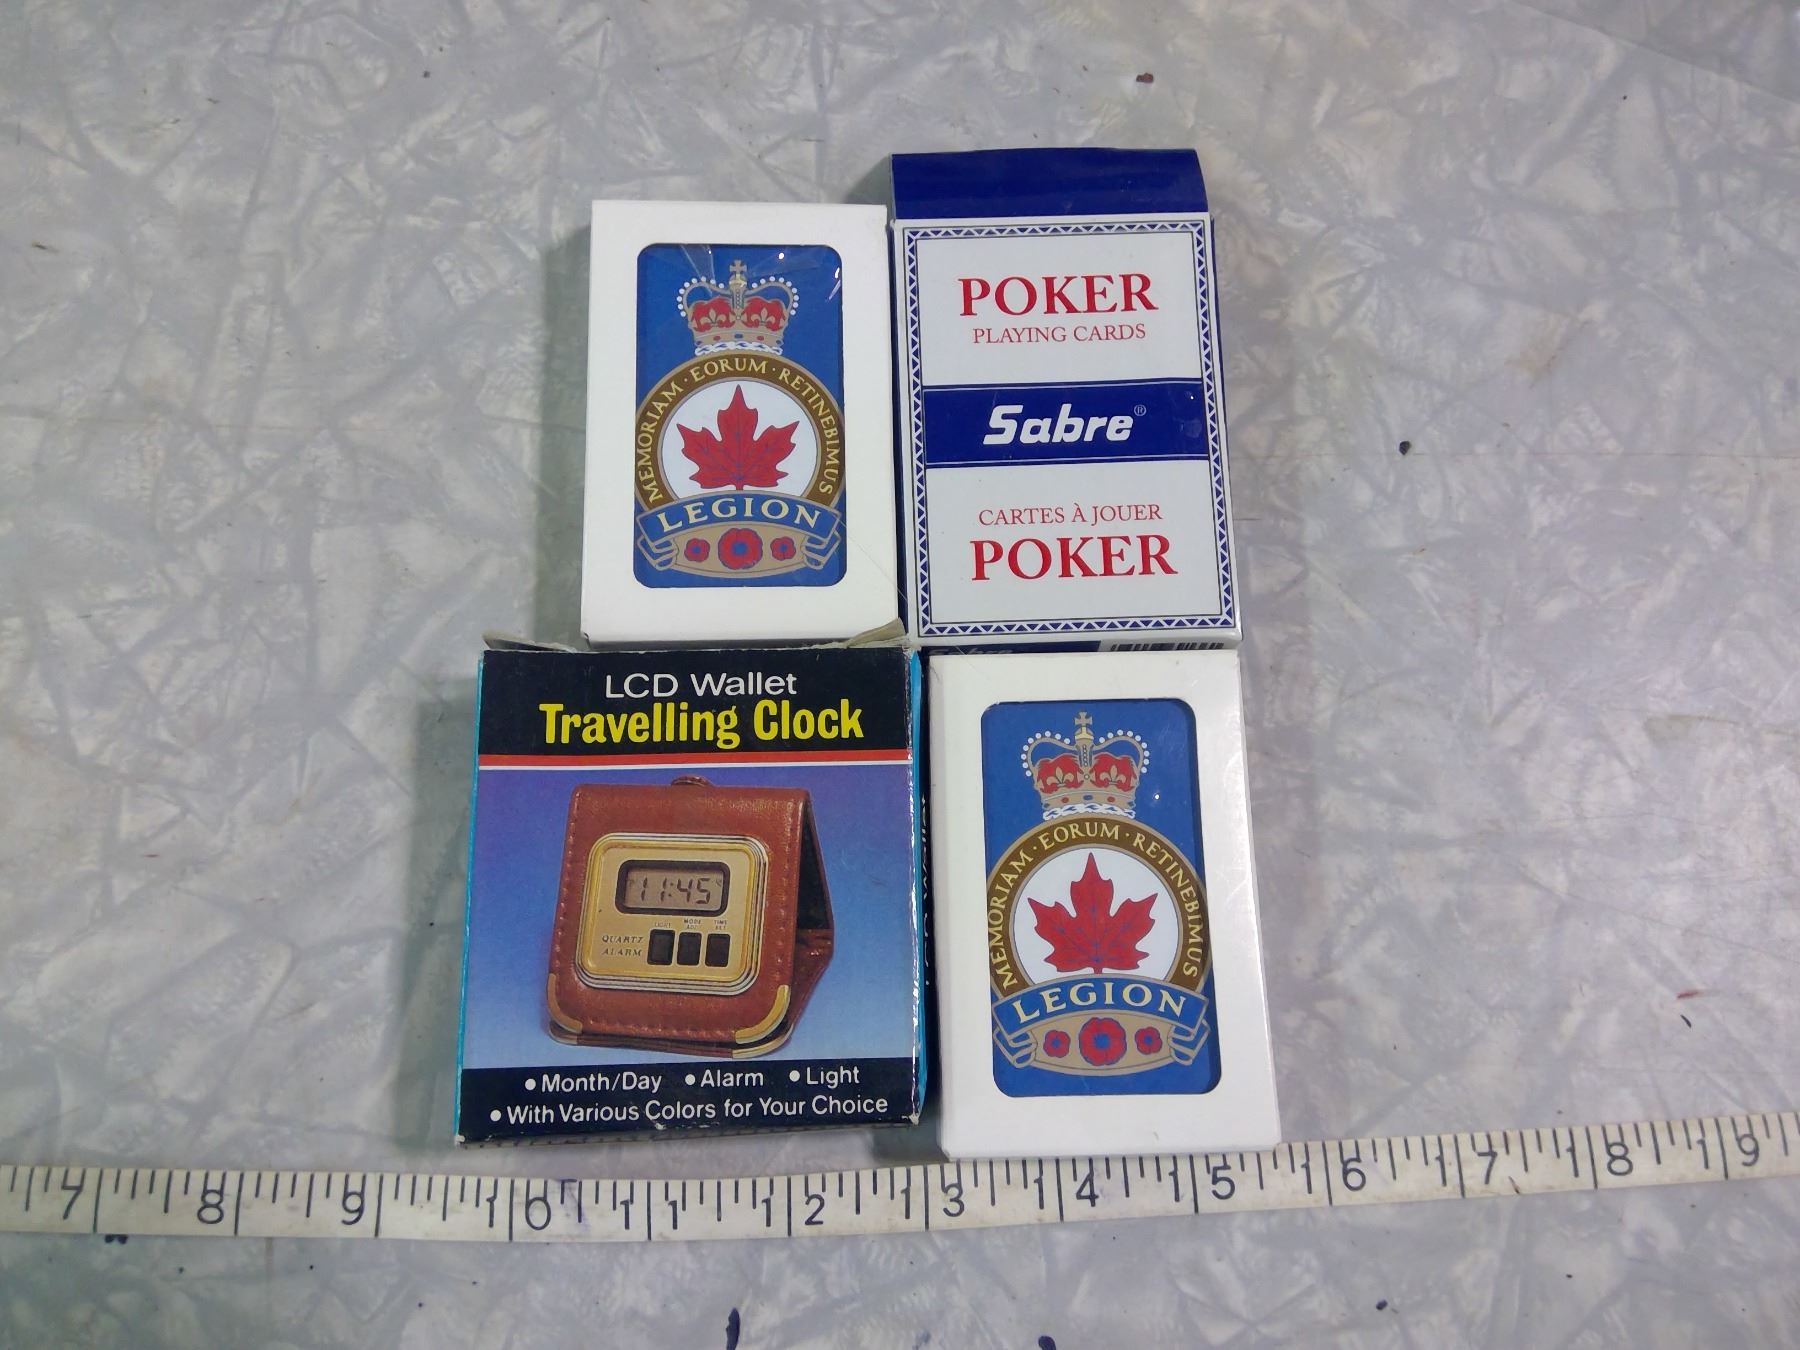 MEMORIAM · EORUM · RETINEBIMUS
LEGION
POKER
PLAYING CARDS
Sabre®
CARTES À JOUER
POKER
LCD Wallet
Travelling Clock
11:45
LIGHT
QUARTZ
ALARM
• Month/Day • Alarm • Light
• With Various Colors for Your Choice
MEMORIAM · EORUM · RETINEBIMUS
LEGION
7 8 9 10 11 12 13 14 15 16 17 18 19